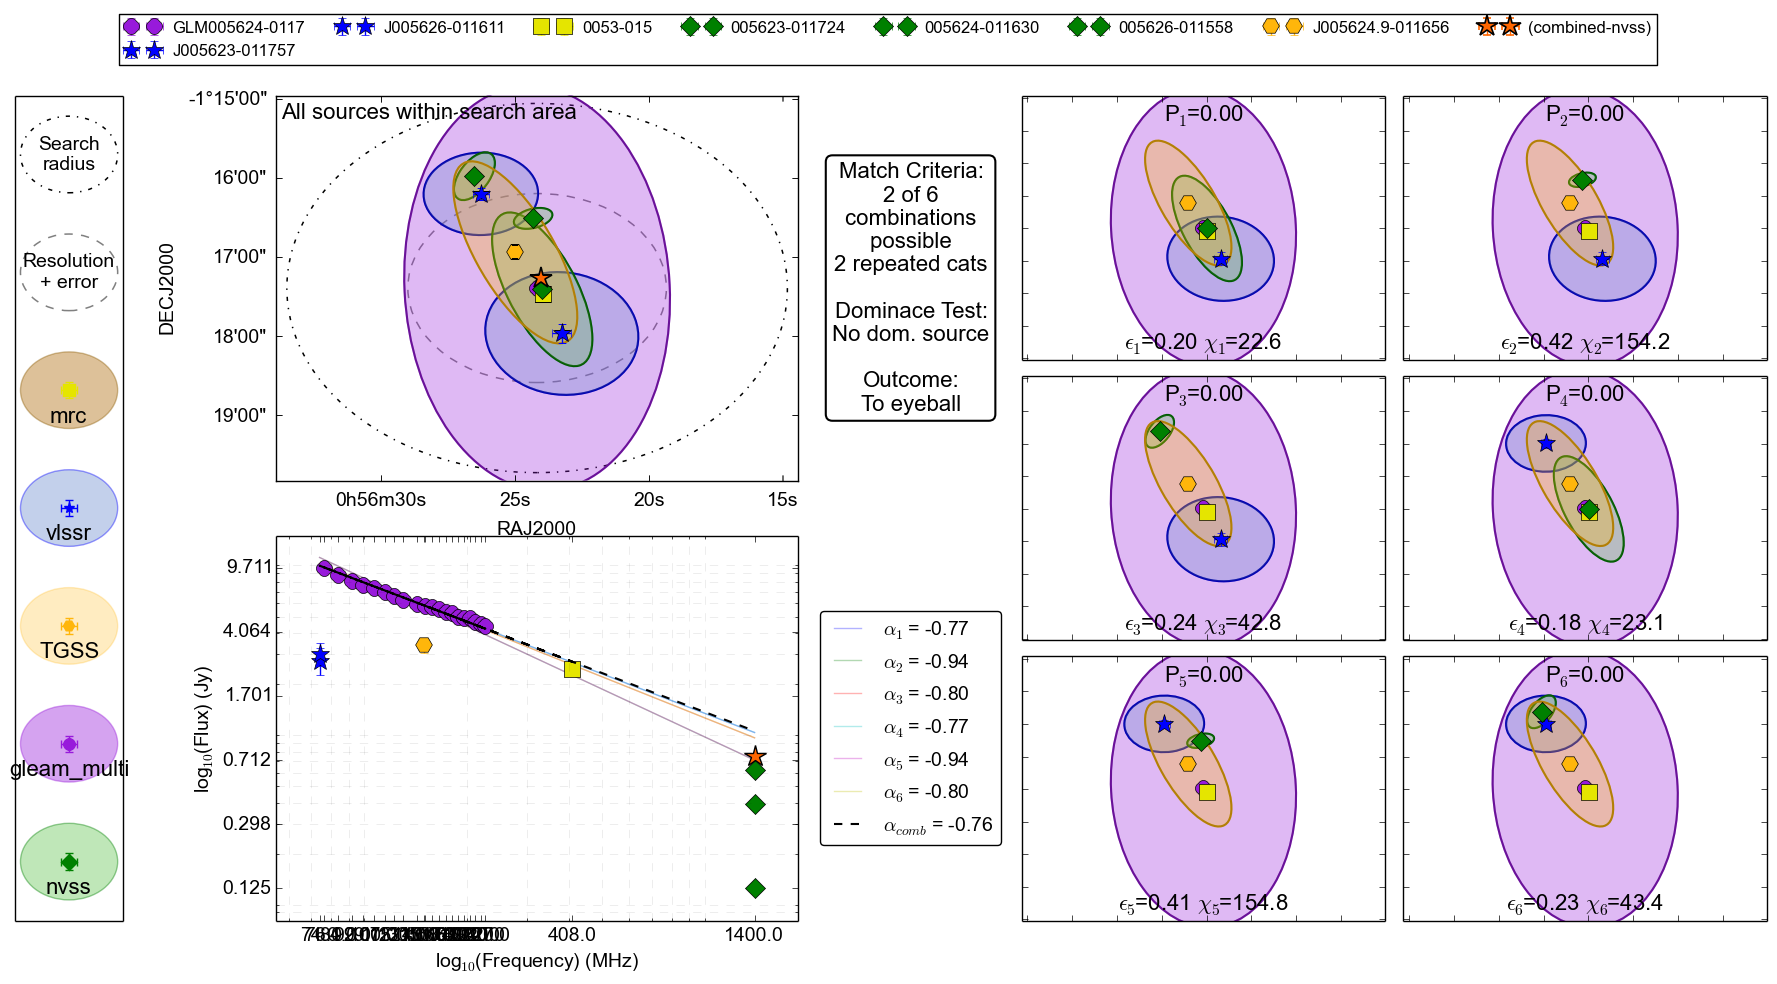 GLM005624-0117
J005626-011611
0053-015
005623-011724
005624-011630
005626-011558
J005624.9-011656
(combined-nvss)
J005623-011757
Search
radius
Resolution
+ error
mrc
vlssr
TGSS
gleam_multi
nvss
All sources within search area
-1°15'00"
16'00"
17'00"
18'00"
19'00"
DECJ2000
0h56m30s
25s
20s
15s
RAJ2000
Match Criteria:
2 of 6
combinations
possible
2 repeated cats
Dominace Test:
No dom. source
Outcome:
To eyeball
9.711
4.064
1.701
0.712
0.298
0.125
log10(Flux) (Jy)
408.0
1400.0
log10(Frequency) (MHz)
α1 = -0.77
α2 = -0.94
α3 = -0.80
α4 = -0.77
α5 = -0.94
α6 = -0.80
αcomb = -0.76
P1=0.00
ϵ1=0.20 χ1=22.6
P2=0.00
ϵ2=0.42 χ2=154.2
P3=0.00
ϵ3=0.24 χ3=42.8
P4=0.00
ϵ4=0.18 χ4=23.1
P5=0.00
ϵ5=0.41 χ5=154.8
P6=0.00
ϵ6=0.23 χ6=43.4